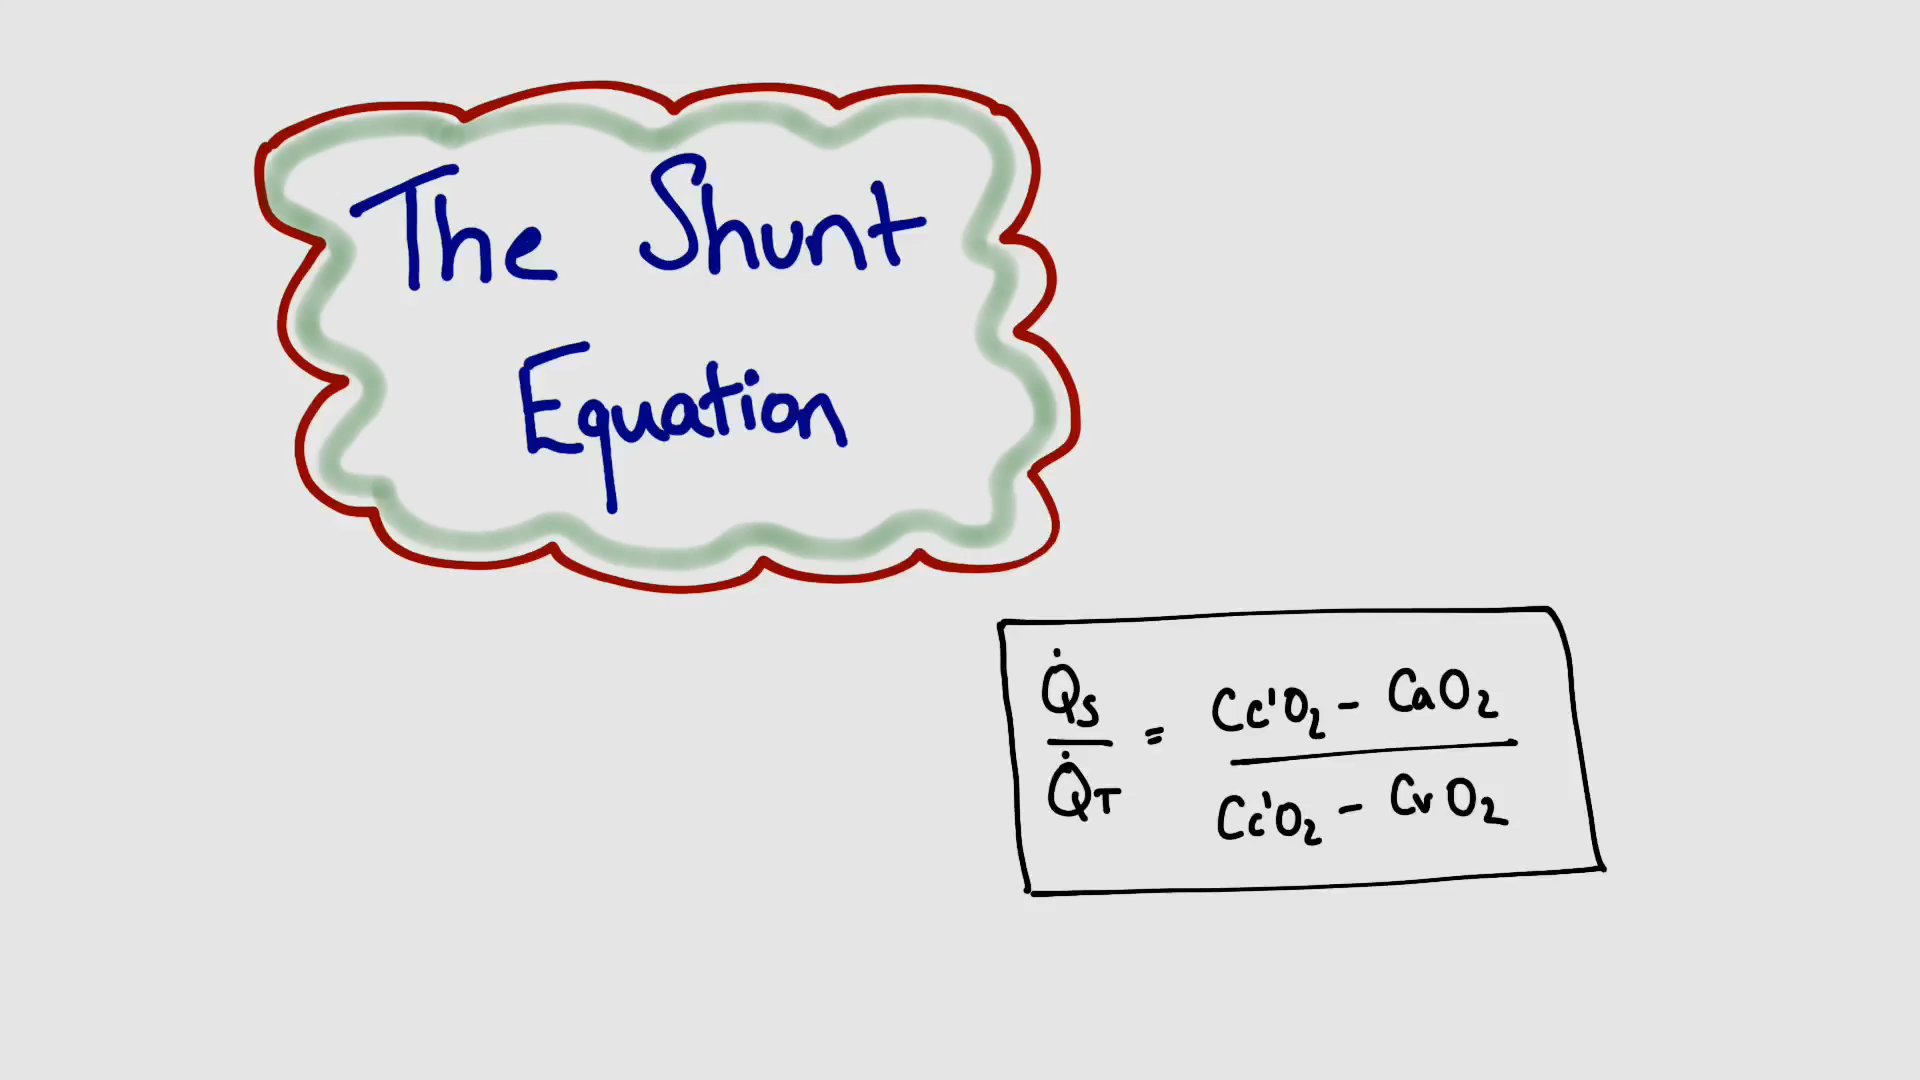 The Shunt
Equation
Q̇s / Q̇T = Cc'O₂ - CaO₂ / Cc'O₂ - CvO₂